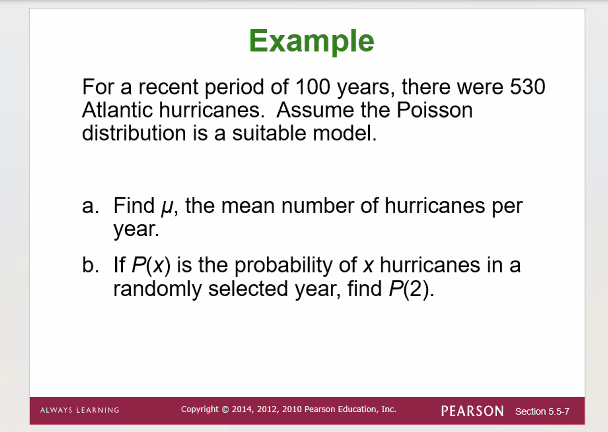 Example
For a recent period of 100 years, there were 530
Atlantic hurricanes. Assume the Poisson
distribution is a suitable model.
a. Find μ, the mean number of hurricanes per
year.
b. If P(x) is the probability of x hurricanes in a
randomly selected year, find P(2).
ALWAYS LEARNING
Copyright © 2014, 2012, 2010 Pearson Education, Inc.
PEARSON
Section 5.5-7